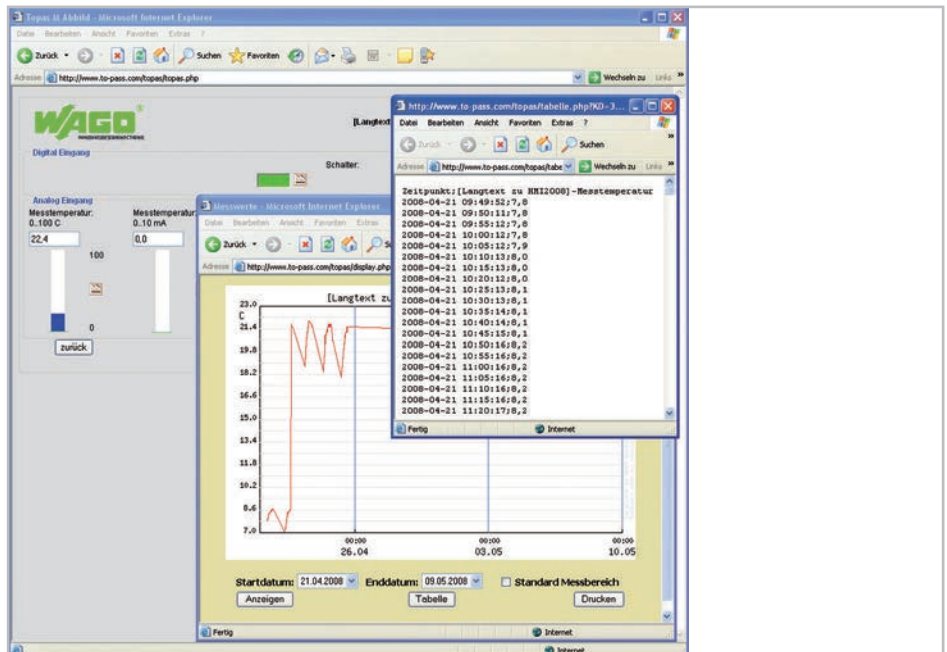 Topas M Abbild - Microsoft Internet Explorer
Datei Bearbeiten Ansicht Favoriten Extras ?
Zurück Suchen Favoriten
Adresse http://www.to-pass.com/topas/topas.php Wechseln zu Links »
WAGO®
INNOVATIVE CONNECTIONS
[Langtext
Digital Eingang
Schalter:
Analog Eingang
Messtemperatur: Messtemperatur:
0..100 C 0..10 mA
22,4 0,0
100
0
zurück
Messwerte - Microsoft Internet Explorer
Datei Bearbeiten Ansicht Favoriten Extras
Zurück
Adresse http://www.to-pass.com/topas/display.php
[Langtext zu
23.0
C
21.4
19.8
18.2
16.6
15.0
13.4
11.8
10.2
8.6
7.0
00:00 00:00 00:00
26.04 03.05 10.05
Startdatum: 21.04.2008 Enddatum: 09.05.2008 Standard Messbereich
Anzeigen Tabelle Drucken
Fertig Internet
http://www.to-pass.com/topas/tabelle.php?KD=3...
Datei Bearbeiten Ansicht Favoriten Extras ?
Zurück Suchen »
Adresse http://www.to-pass.com/topas/tabe Wechseln zu Links »
Zeitpunkt;[Langtext zu HMI2008]-Messtemperatur
2008-04-21 09:49:52;7,8
2008-04-21 09:50:11;7,8
2008-04-21 09:55:12;7,8
2008-04-21 10:00:12;7,8
2008-04-21 10:05:12;7,9
2008-04-21 10:10:13;8,0
2008-04-21 10:15:13;8,0
2008-04-21 10:20:12;8,0
2008-04-21 10:25:13;8,1
2008-04-21 10:30:13;8,1
2008-04-21 10:35:14;8,1
2008-04-21 10:40:14;8,1
2008-04-21 10:45:15;8,1
2008-04-21 10:50:16;8,2
2008-04-21 10:55:16;8,2
2008-04-21 11:00:16;8,2
2008-04-21 11:05:16;8,2
2008-04-21 11:10:16;8,2
2008-04-21 11:15:16;8,2
2008-04-21 11:20:17;8,2
Fertig Internet
Internet